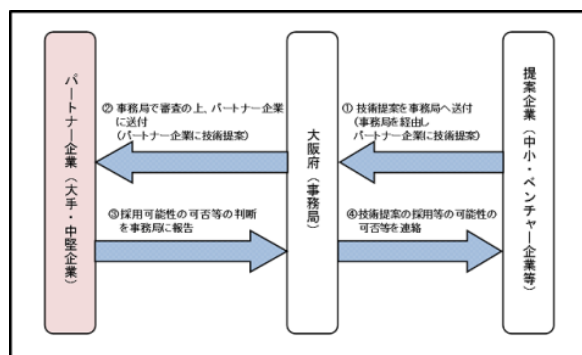 パートナー企業（大手・中堅企業）
② 事務局で審査の上、パートナー企業
に送付
（パートナー企業に技術提案）
③採用可能性の可否等の判断
を事務局に報告
大阪府（事務局）
① 技術提案を事務局へ送付
（事務局を経由し
パートナー企業に技術提案）
④技術提案の採用等の可能性の
可否等を連絡
提案企業（中小・ベンチャー企業等）